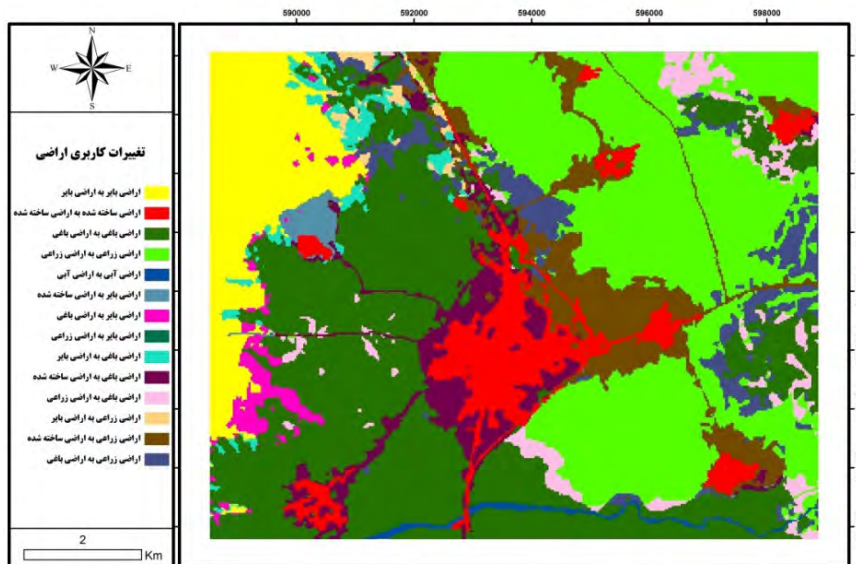 590000 592000 594000 596000 598000
N
W E
S
تغییرات کاربری اراضی
اراضی بایر به اراضی بایر
اراضی ساخته شده به اراضی ساخته شده
اراضی باغی به اراضی باغی
اراضی زراعی به اراضی زراعی
اراضی آبی به اراضی آبی
اراضی بایر به اراضی ساخته شده
اراضی بایر به اراضی باغی
اراضی بایر به اراضی زراعی
اراضی باغی به اراضی بایر
اراضی باغی به اراضی ساخته شده
اراضی باغی به اراضی زراعی
اراضی زراعی به اراضی بایر
اراضی زراعی به اراضی ساخته شده
اراضی زراعی به اراضی باغی
2
Km